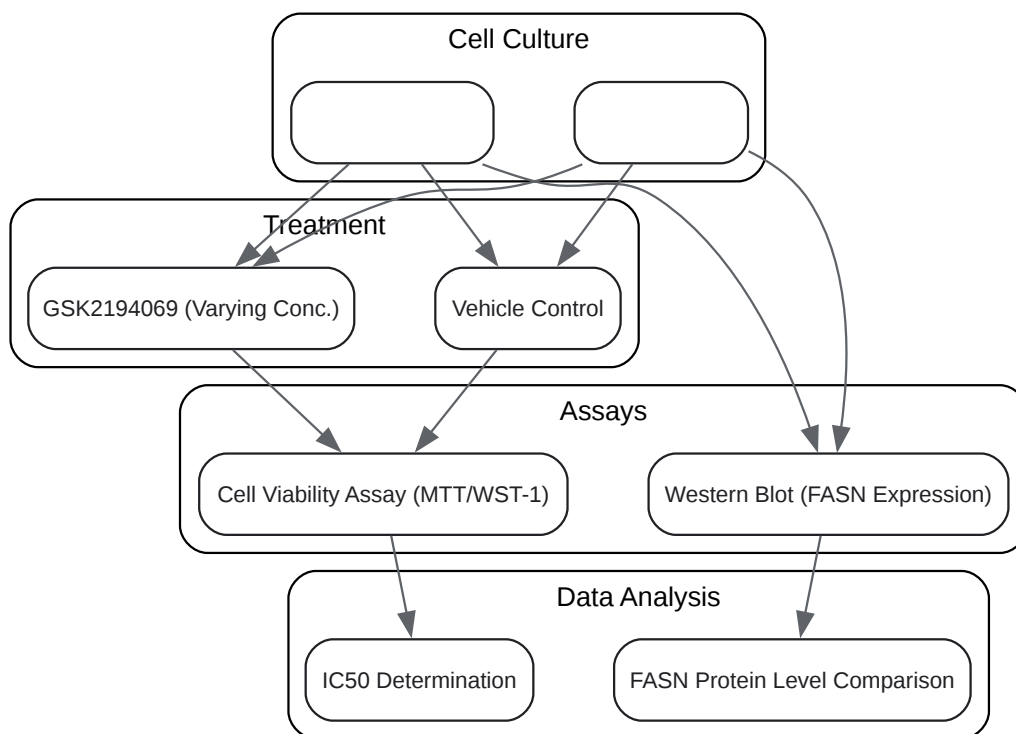 Cell Culture
Treatment
GSK2194069 (Varying Conc.)
Vehicle Control
Assays
Cell Viability Assay (MTT/WST-1)
Western Blot (FASN Expression)
Data Analysis
IC50 Determination
FASN Protein Level Comparison